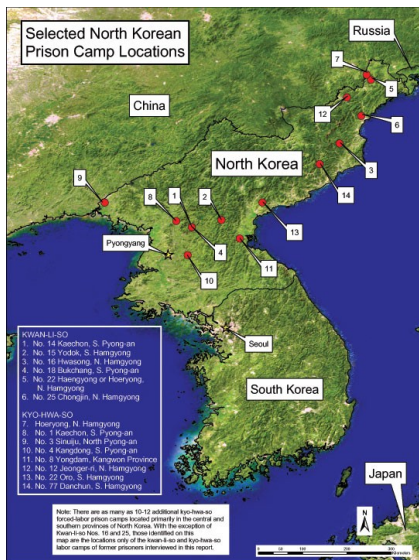 Selected North Korean
Prison Camp Locations
Russia
7
5
China
12
6
North Korea
3
9
1
8
2
14
13
Pyongyang
4
11
10
KWAN-LI-SO
1. No. 14 Kaechon, S. Pyong-an
2. No. 15 Yodok, S. Hamgyong
3. No. 16 Hwasong, N. Hamgyong
4. No. 18 Bukchang, S. Pyong-an
5. No. 22 Haengyong or Hoeryong,
N. Hamgyong
6. No. 25 Chongjin, N. Hamgyong
KYO-HWA-SO
7. Hoeryong, N. Hamgyong
8. No. 1 Kaechon, S. Pyong-an
9. No. 3 Sinuiju, North Pyong-an
10. No. 4 Kangdong, S. Pyong-an
11. No. 8 Yongdam, Kangwon Province
12. No. 12 Jeonger-ri, N. Hamgyong
13. No. 22 Oro, S. Hamgyong
14. No. 77 Danchun, S. Hamgyong
Seoul
South Korea
Japan
Note: There are as many as 10-12 additional kyo-hwa-so
forced-labor prison camps located primarily in the central and
southern provinces of North Korea. With the exception of
Kwan-li-so Nos. 16 and 25, those identified on this
map are the locations only of the kwan-li-so and kyo-hwa-so
labor camps of former prisoners interviewed in this report.
N